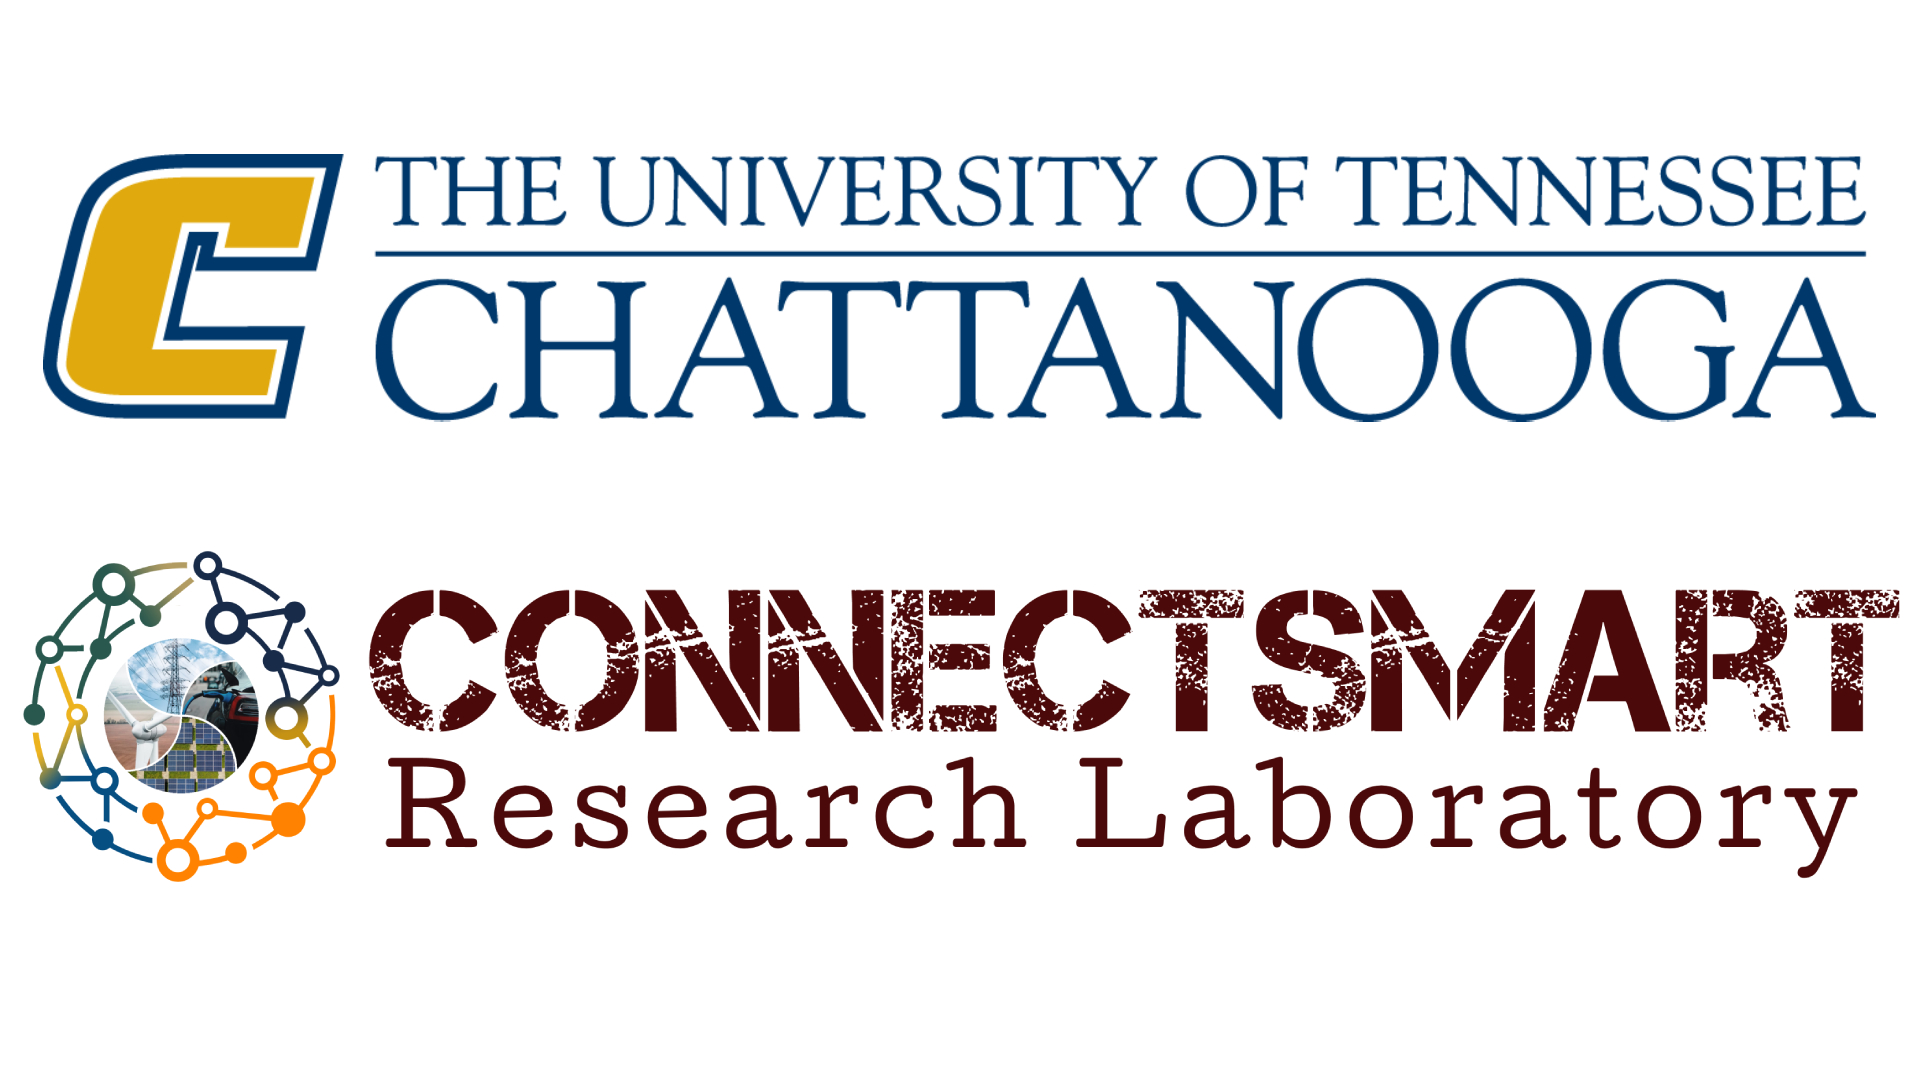 C
THE UNIVERSITY OF TENNESSEE
CHATTANOOGA
CONNECTSMART
Research Laboratory